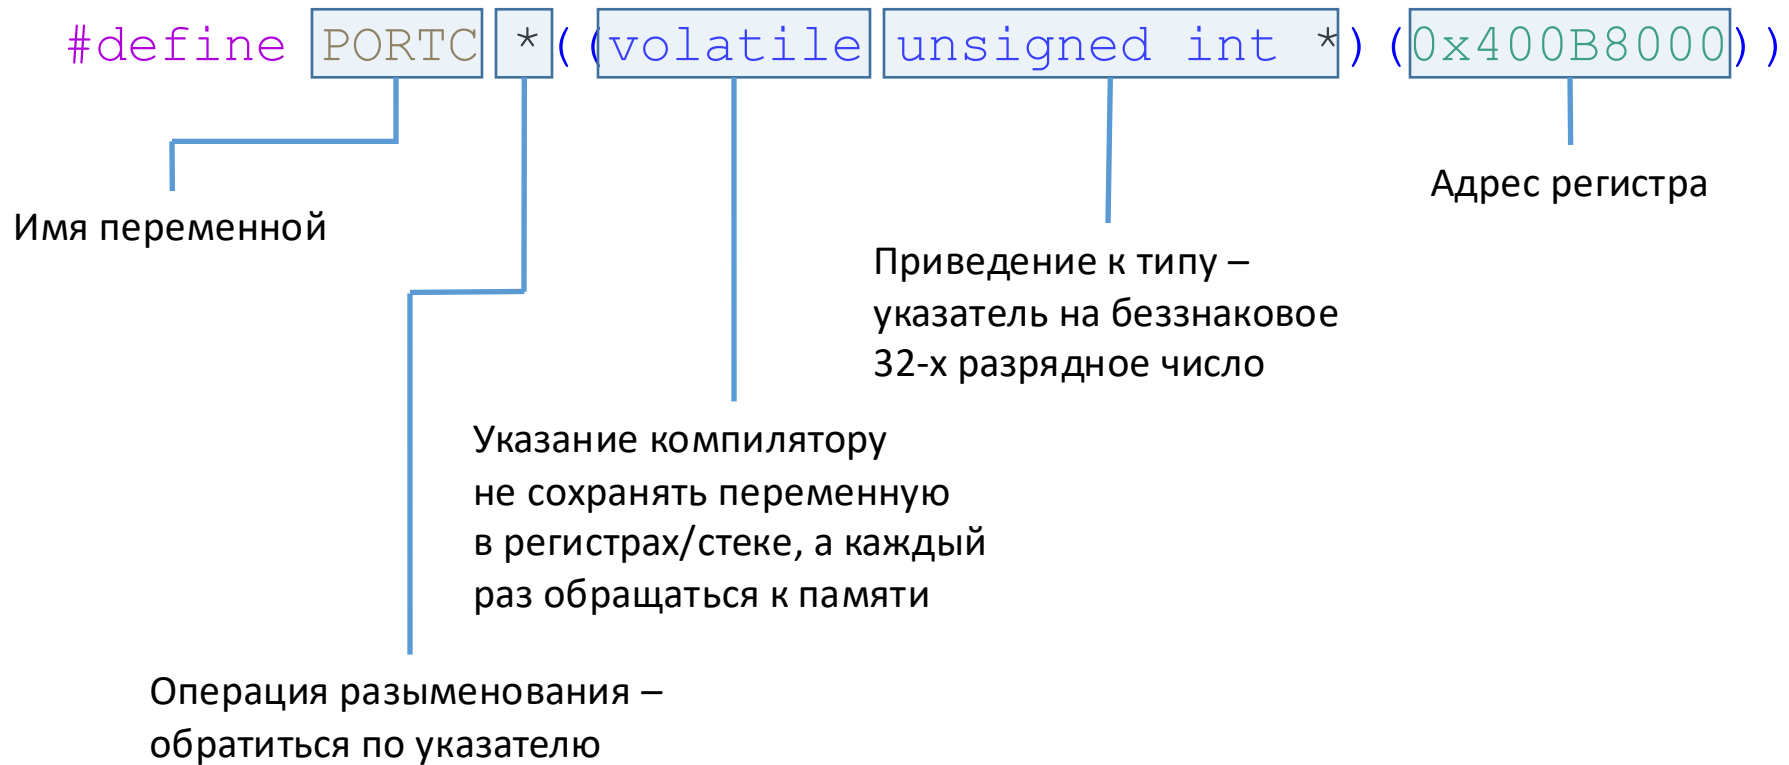 #define PORTC *((volatile unsigned int *)(0x400B8000))
Имя переменной
Адрес регистра
Приведение к типу –
указатель на беззнаковое
32-х разрядное число
Указание компилятору
не сохранять переменную
в регистрах/стеке, а каждый
раз обращаться к памяти
Операция разыменования –
обратиться по указателю